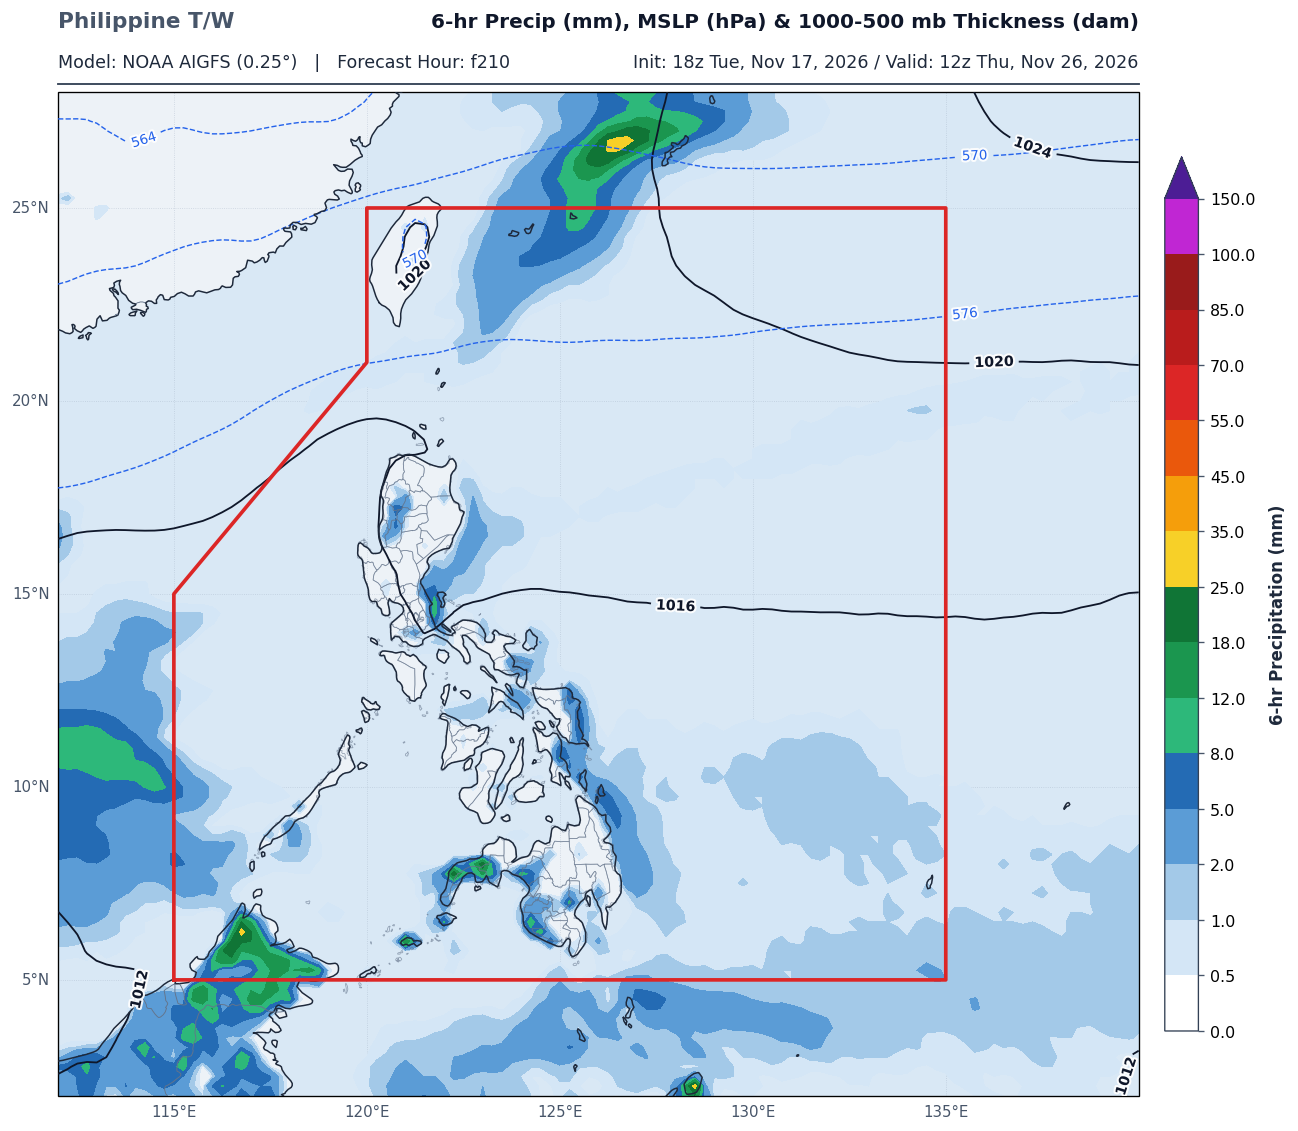 Philippine T/W
6-hr Precip (mm), MSLP (hPa) & 1000-500 mb Thickness (dam)
Model: NOAA AIGFS (0.25°) | Forecast Hour: f210
Init: 18z Tue, Nov 17, 2026 / Valid: 12z Thu, Nov 26, 2026
564
1024
570
570
1020
576
1020
1016
1012
1012
25°N
20°N
15°N
10°N
5°N
115°E
120°E
125°E
130°E
135°E
150.0
100.0
85.0
70.0
55.0
45.0
35.0
25.0
18.0
12.0
8.0
5.0
2.0
1.0
0.5
0.0
6-hr Precipitation (mm)